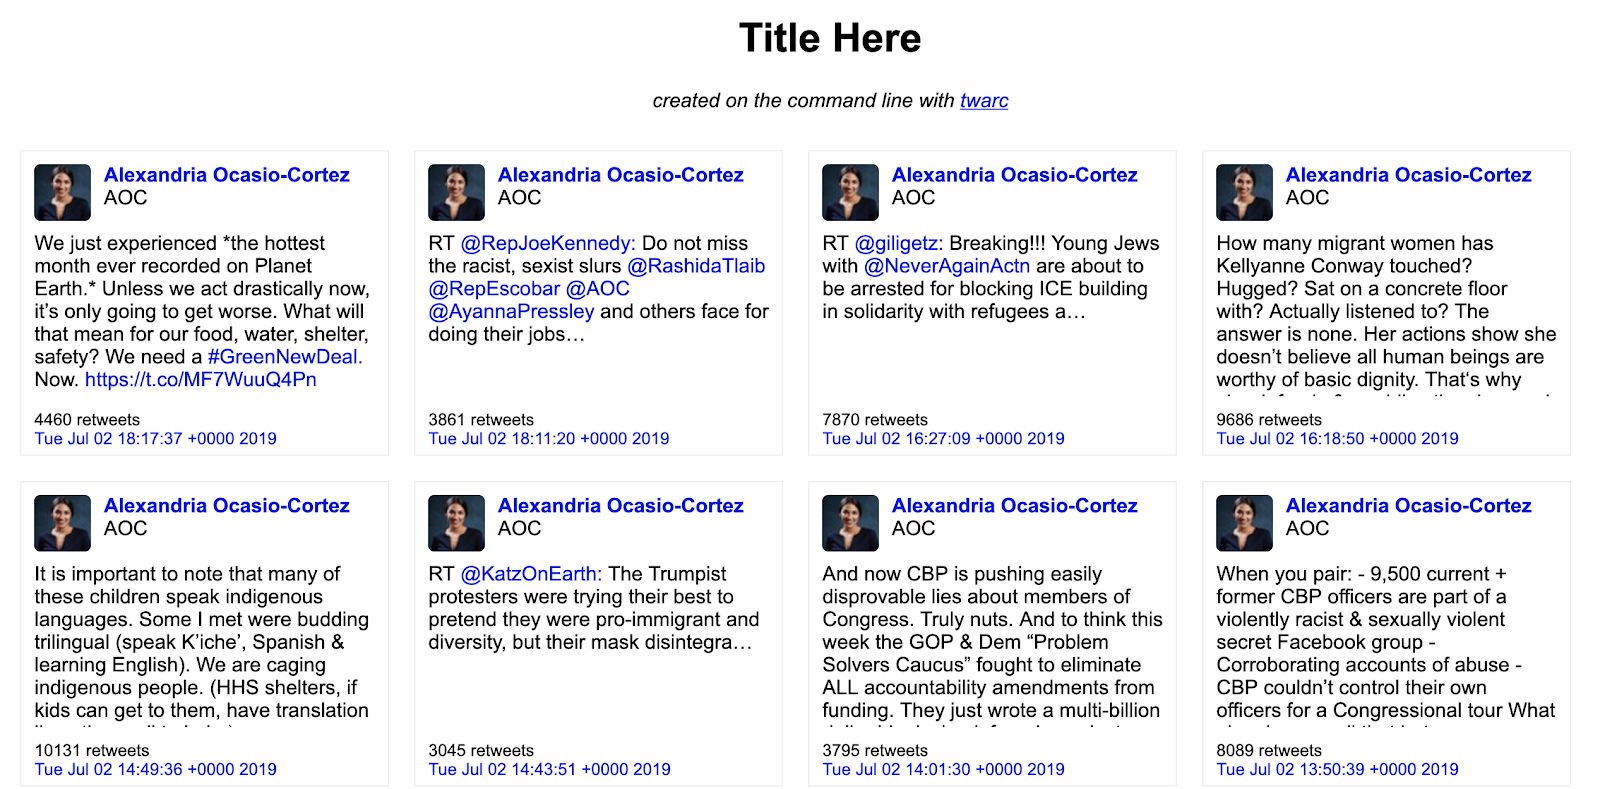 Title Here
created on the command line with twarc
Alexandria Ocasio-Cortez
AOC
We just experienced *the hottest
month ever recorded on Planet
Earth.* Unless we act drastically now,
it’s only going to get worse. What will
that mean for our food, water, shelter,
safety? We need a #GreenNewDeal.
Now. https://t.co/MF7WuuQ4Pn
4460 retweets
Tue Jul 02 18:17:37 +0000 2019
Alexandria Ocasio-Cortez
AOC
RT @RepJoeKennedy: Do not miss
the racist, sexist slurs @RashidaTlaib
@RepEscobar @AOC
@AyannaPressley and others face for
doing their jobs…
3861 retweets
Tue Jul 02 18:11:20 +0000 2019
Alexandria Ocasio-Cortez
AOC
RT @giligetz: Breaking!!! Young Jews
with @NeverAgainActn are about to
be arrested for blocking ICE building
in solidarity with refugees a…
7870 retweets
Tue Jul 02 16:27:09 +0000 2019
Alexandria Ocasio-Cortez
AOC
How many migrant women has
Kellyanne Conway touched?
Hugged? Sat on a concrete floor
with? Actually listened to? The
answer is none. Her actions show she
doesn’t believe all human beings are
worthy of basic dignity. That‘s why
9686 retweets
Tue Jul 02 16:18:50 +0000 2019
Alexandria Ocasio-Cortez
AOC
It is important to note that many of
these children speak indigenous
languages. Some I met were budding
trilingual (speak K’iche’, Spanish &
learning English). We are caging
indigenous people. (HHS shelters, if
kids can get to them, have translation
10131 retweets
Tue Jul 02 14:49:36 +0000 2019
Alexandria Ocasio-Cortez
AOC
RT @KatzOnEarth: The Trumpist
protesters were trying their best to
pretend they were pro-immigrant and
diversity, but their mask disintegra…
3045 retweets
Tue Jul 02 14:43:51 +0000 2019
Alexandria Ocasio-Cortez
AOC
And now CBP is pushing easily
disprovable lies about members of
Congress. Truly nuts. And to think this
week the GOP & Dem “Problem
Solvers Caucus” fought to eliminate
ALL accountability amendments from
funding. They just wrote a multi-billion
3795 retweets
Tue Jul 02 14:01:30 +0000 2019
Alexandria Ocasio-Cortez
AOC
When you pair: - 9,500 current +
former CBP officers are part of a
violently racist & sexually violent
secret Facebook group -
Corroborating accounts of abuse -
CBP couldn’t control their own
officers for a Congressional tour What
8089 retweets
Tue Jul 02 13:50:39 +0000 2019